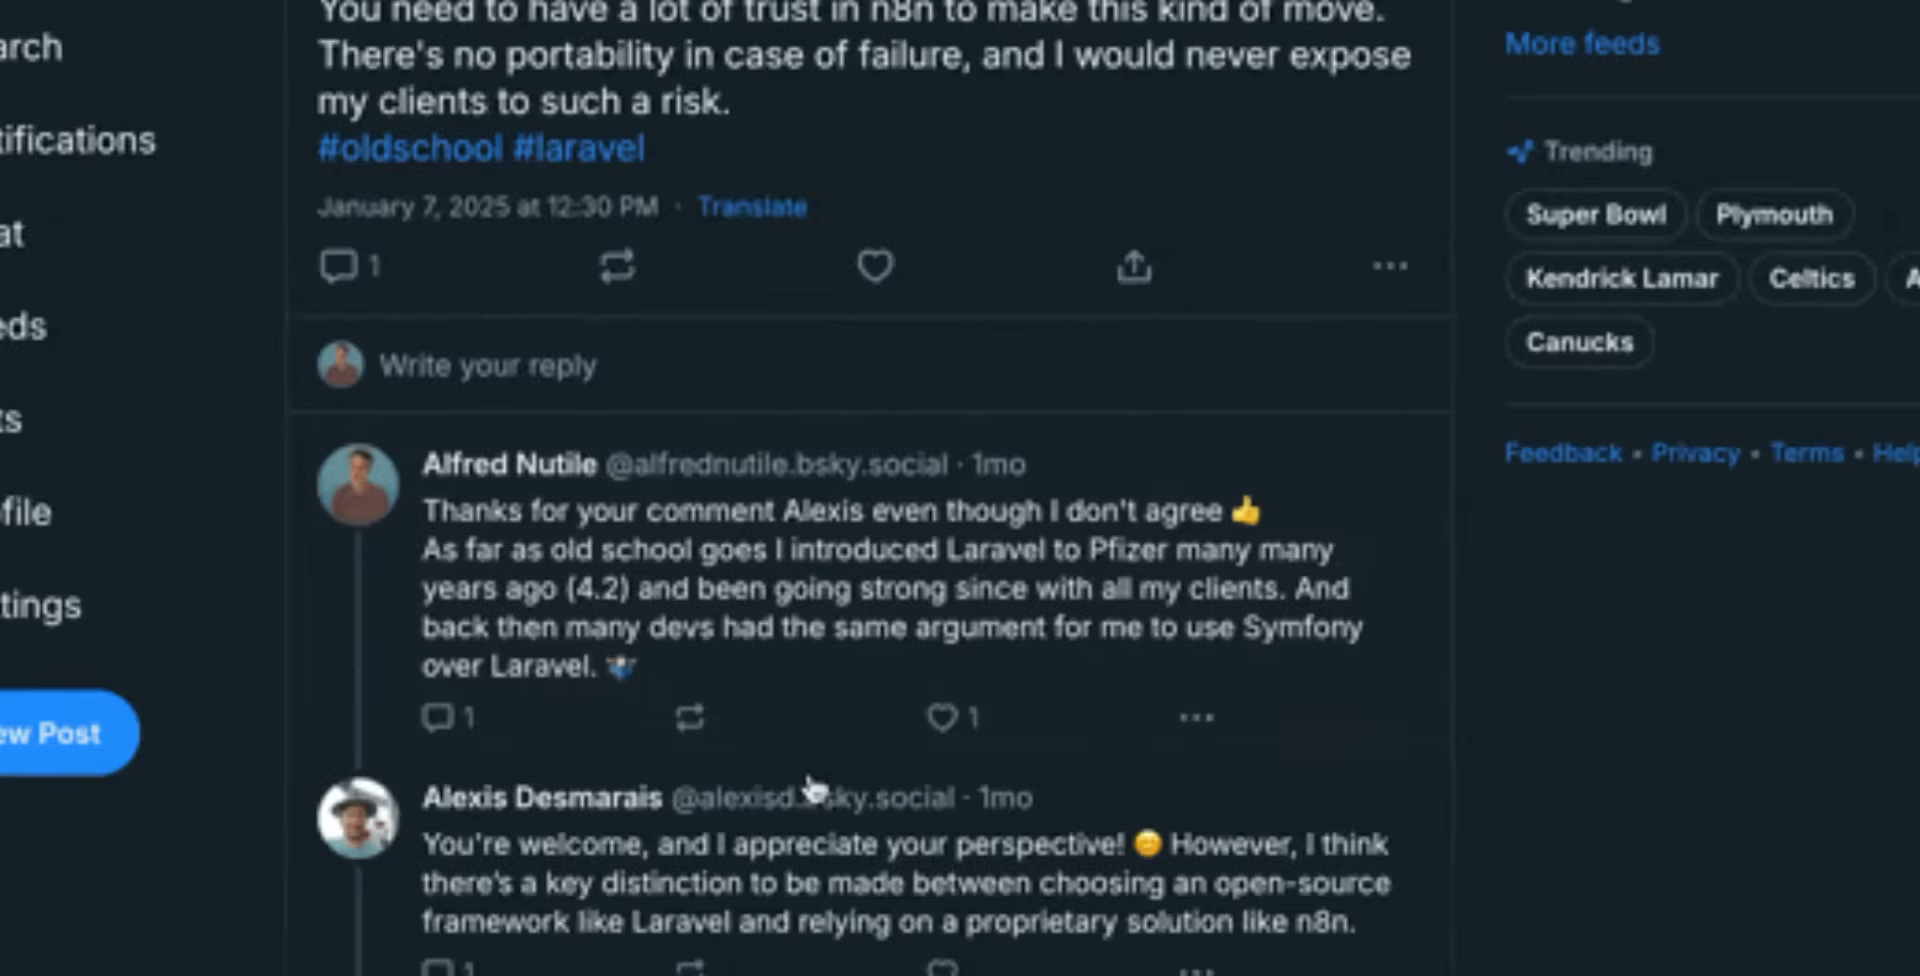 arch
tifications
at
eds
ts
file
tings
ew Post
You need to have a lot of trust in n8n to make this kind of move.
There's no portability in case of failure, and I would never expose
my clients to such a risk.
#oldschool #laravel
January 7, 2025 at 12:30 PM · Translate
1
Write your reply
Alfred Nutile @alfrednutile.bsky.social · 1mo
Thanks for your comment Alexis even though I don't agree 👍
As far as old school goes I introduced Laravel to Pfizer many many
years ago (4.2) and been going strong since with all my clients. And
back then many devs had the same argument for me to use Symfony
over Laravel.
1 1
Alexis Desmarais @alexisd. sky.social · 1mo
You're welcome, and I appreciate your perspective! 😊 However, I think
there's a key distinction to be made between choosing an open-source
framework like Laravel and relying on a proprietary solution like n8n.
1
More feeds
Trending
Super Bowl Plymouth
Kendrick Lamar Celtics A
Canucks
Feedback • Privacy • Terms • Help